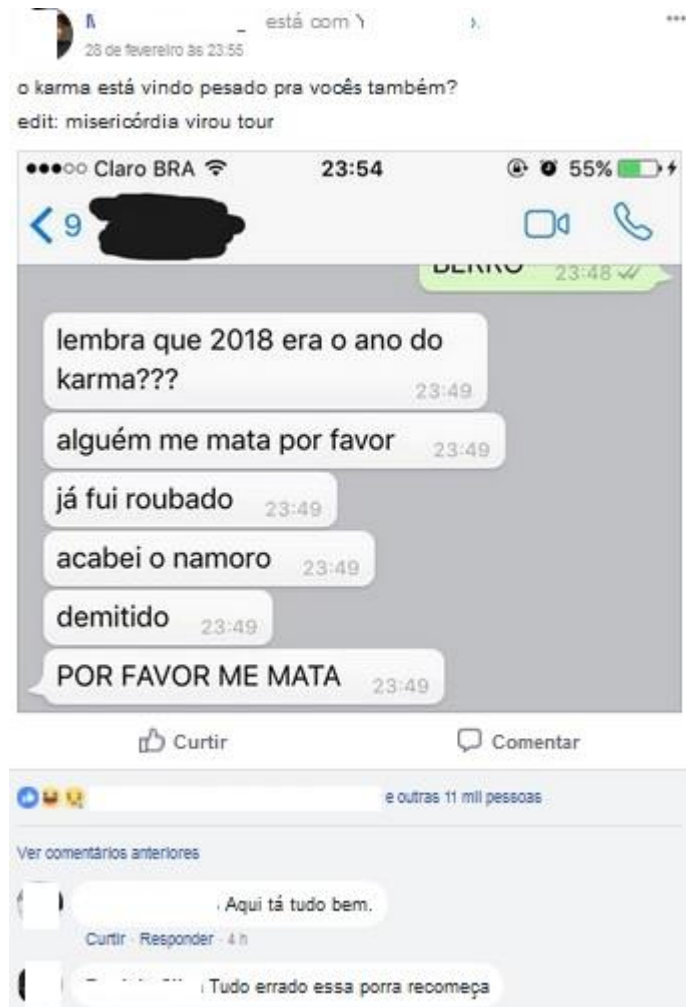 está com
28 de fevereiro às 23:55
o karma está vindo pesado pra vocês também?
edit: misericórdia virou tour
Claro BRA 23:54 55%
9
BERRO 23:48
lembra que 2018 era o ano do
karma???
23:49
alguém me mata por favor 23:49
já fui roubado 23:49
acabei o namoro 23:49
demitido 23:49
POR FAVOR ME MATA 23:49
Curtir Comentar
e outras 11 mil pessoas
Ver comentários anteriores
Aqui tá tudo bem.
Curtir · Responder · 4 h
Tudo errado essa porra recomeça